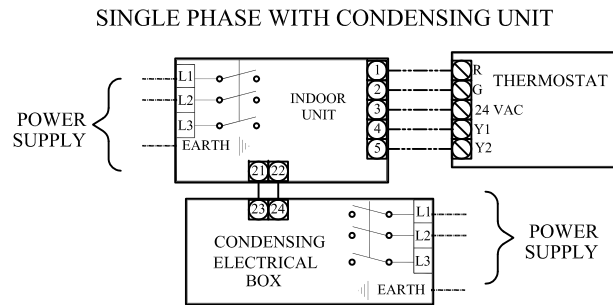 SINGLE PHASE WITH CONDENSING UNIT
POWER
SUPPLY
L1
L2
L3
EARTH
INDOOR
UNIT
1
2
3
4
5
R
G
24 VAC
Y1
Y2
THERMOSTAT
21 22
23 24
CONDENSING
ELECTRICAL
BOX
L1
L2
L3
EARTH
POWER
SUPPLY